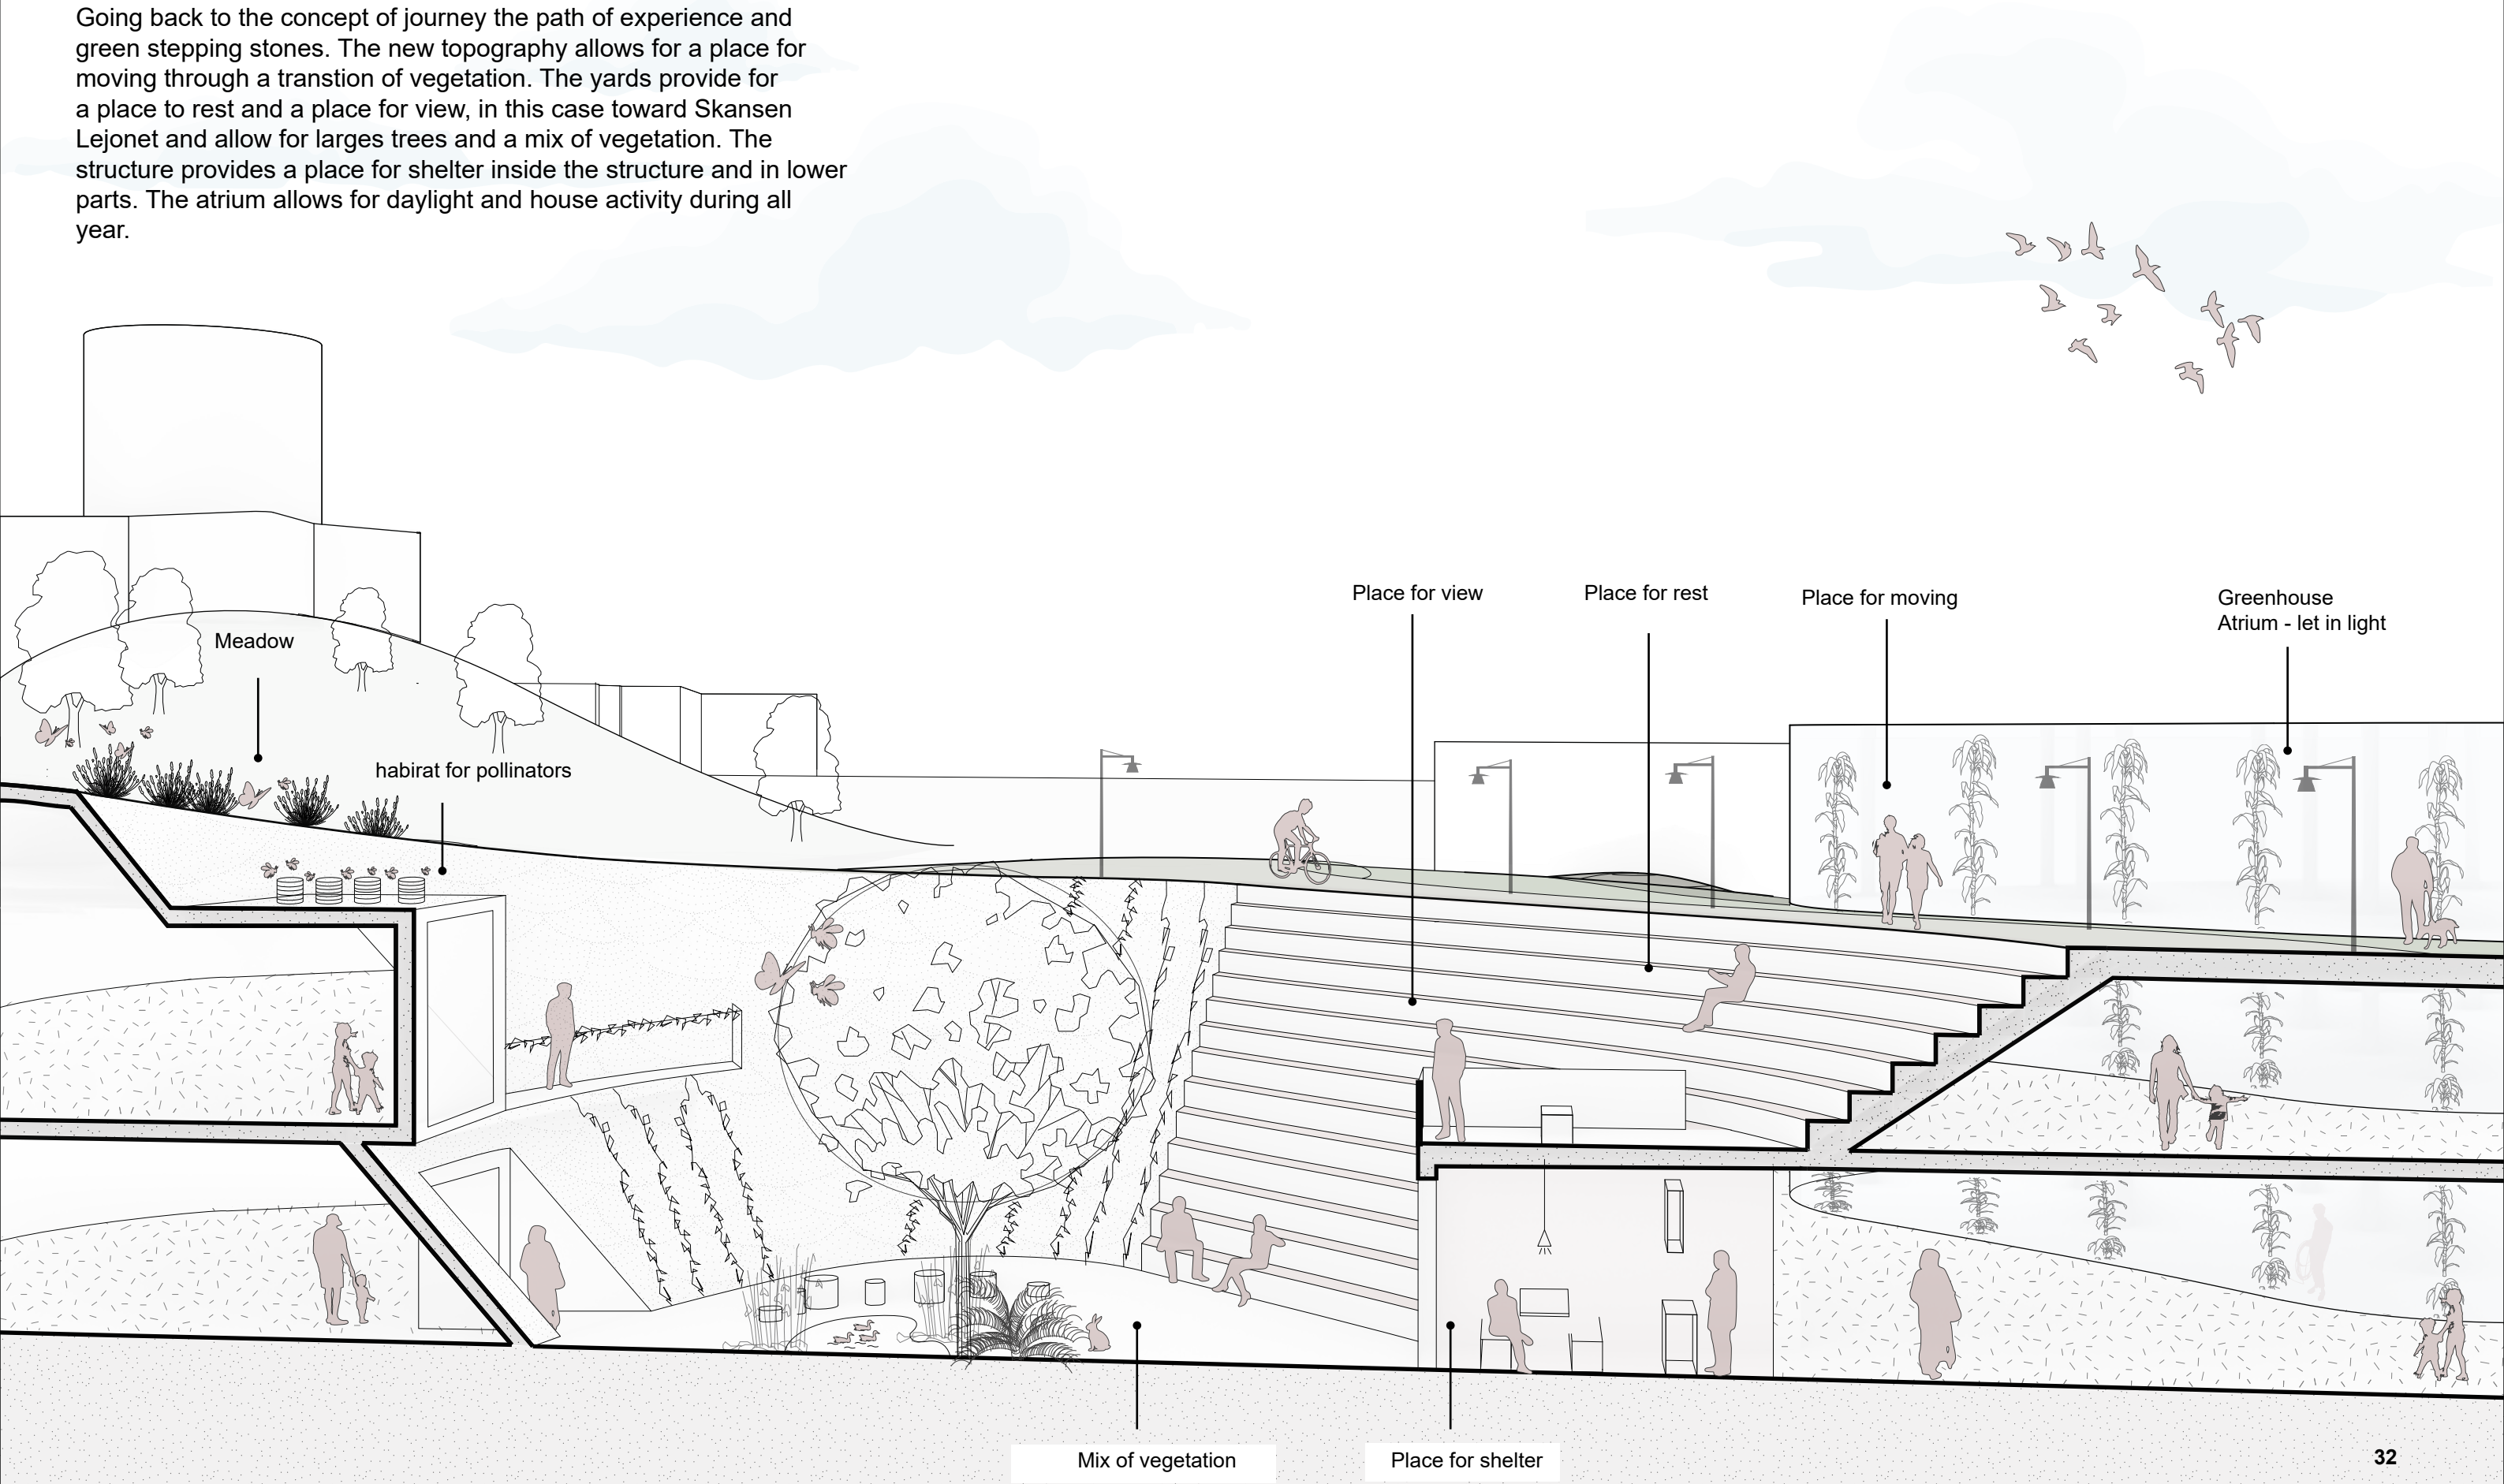 Going back to the concept of journey the path of experience and
green stepping stones. The new topography allows for a place for
moving through a transtion of vegetation. The yards provide for
a place to rest and a place for view, in this case toward Skansen
Lejonet and allow for larges trees and a mix of vegetation. The
structure provides a place for shelter inside the structure and in lower
parts. The atrium allows for daylight and house activity during all
year.
Place for view
Place for rest
Place for moving
Greenhouse
Atrium - let in light
Meadow
habirat for pollinators
Mix of vegetation
Place for shelter
32